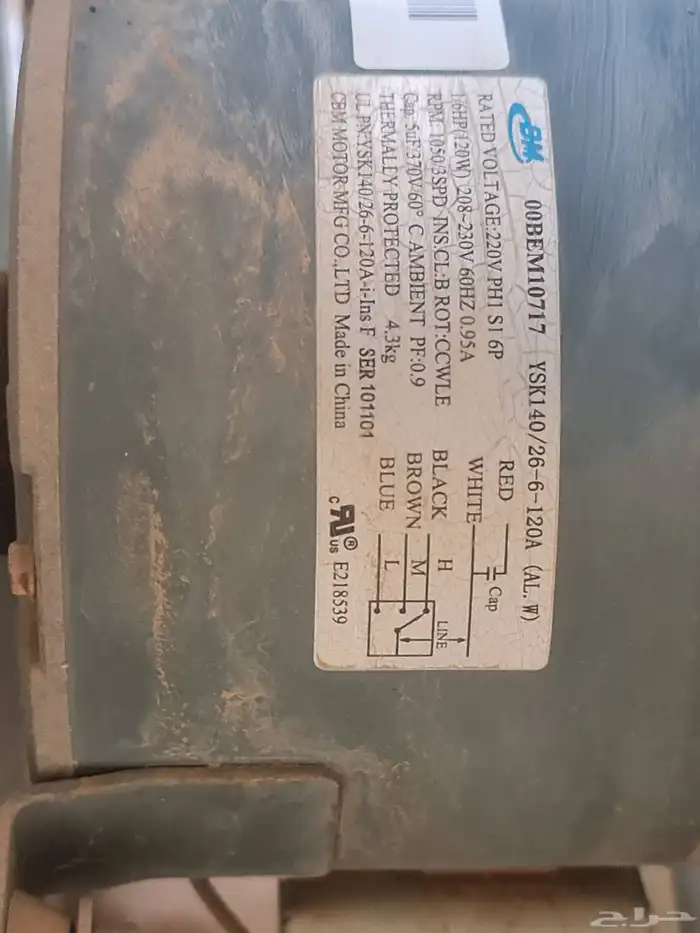 CBM
00BEM10717 YSK140/26-6-120A (AL. W)
RATED VOLTAGE:220V PH1 S1 6P
1.6HP(120W) 208~230V 60HZ 0.95A
RPM: 1050/3SPD INS.CL:B ROT:CCWLE
Cap. 5uF/370V/60° C AMBIENT PF:0.9
THERMALLY PROTECTED 4.3kg
UL PN:YSK140/26-6-120A-i-Ins F SER 101101
CBM MOTOR MFG CO.,LTD Made in China
RED
Cap
WHITE
LINE
BLACK H
BROWN M
BLUE L
c RU ® US E218539
حراج